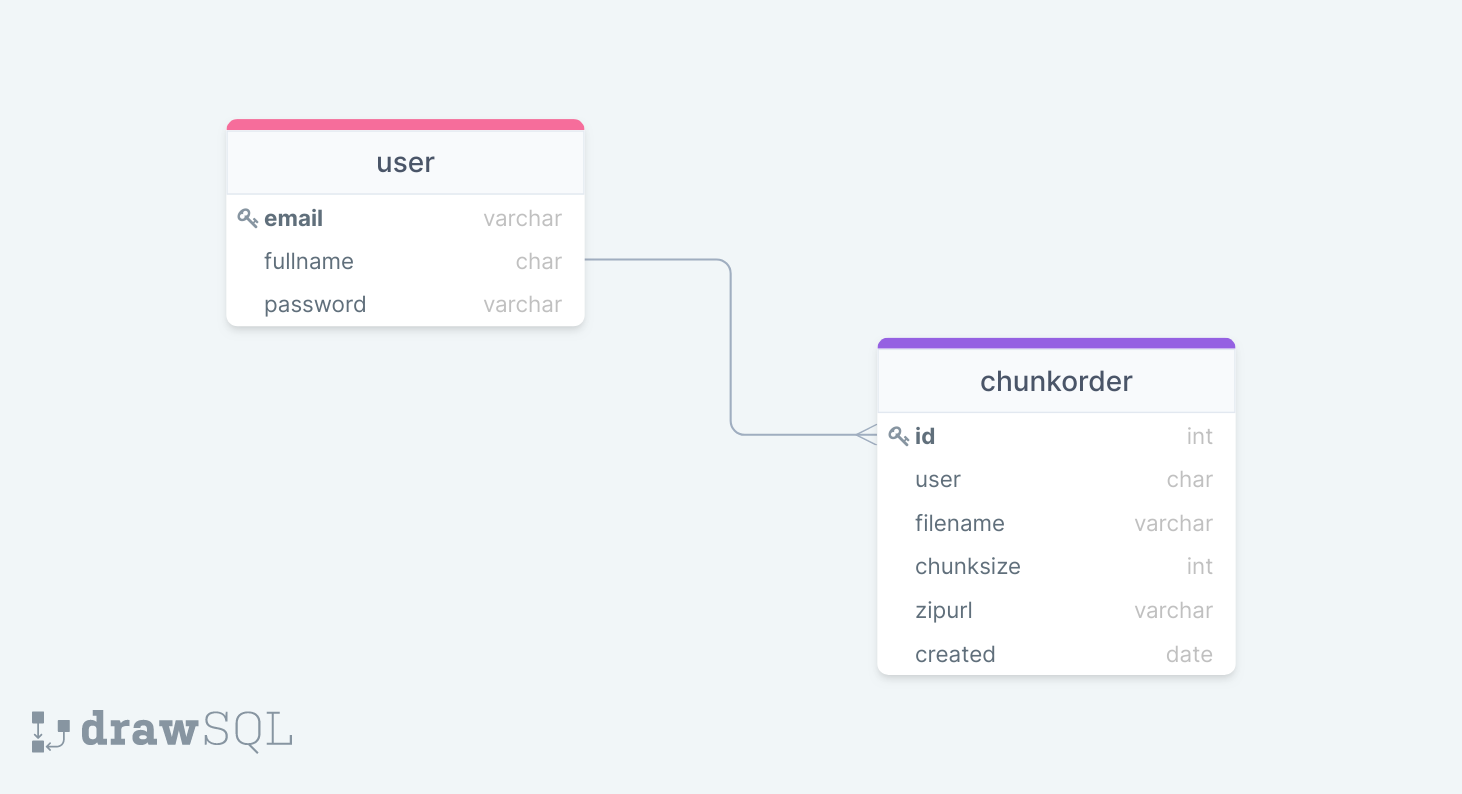 user
email varchar
fullname char
password varchar
chunkorder
id int
user char
filename varchar
chunksize int
zipurl varchar
created date
drawSQL